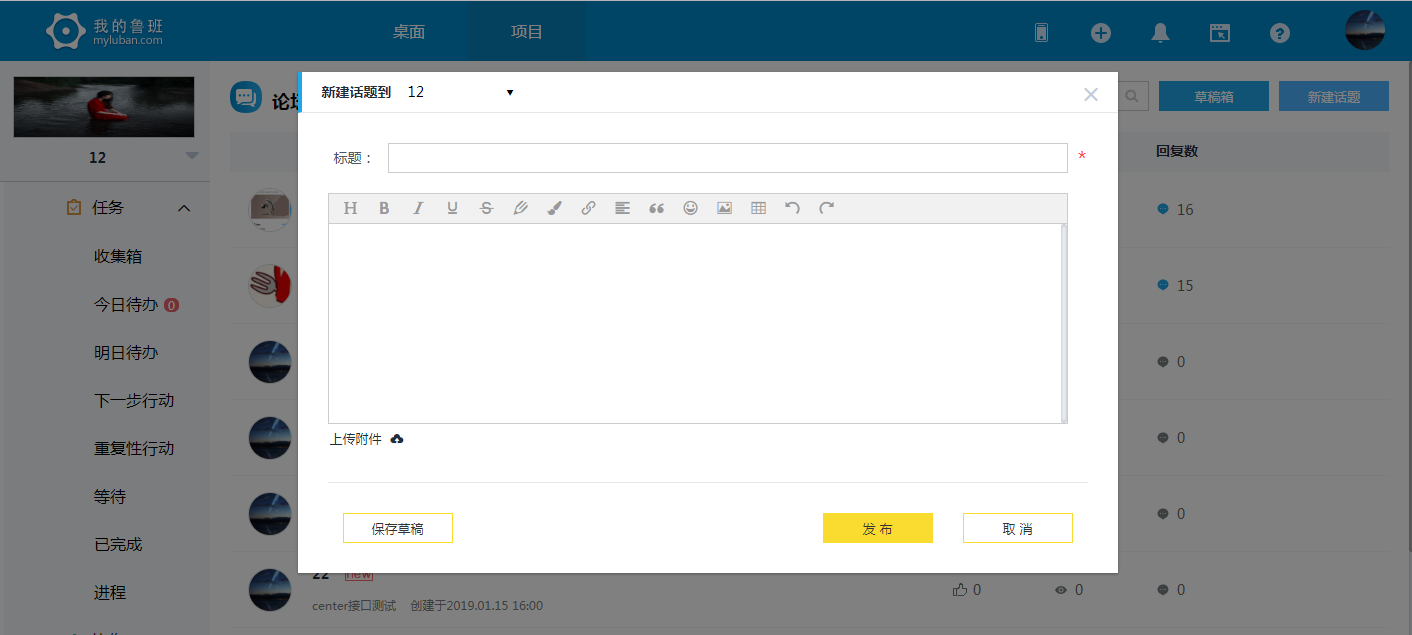 我的鲁班
myluban.com
桌面
项目
12
任务
收集箱
今日待办 0
明日待办
下一步行动
重复性行动
等待
已完成
进程
草稿箱
新建话题
回复数
16
15
0
0
0
新建话题到 12
标题：
*
上传附件
保存草稿
发布
取消
22 new
center接口测试 创建于2019.01.15 16:00
0
0
0